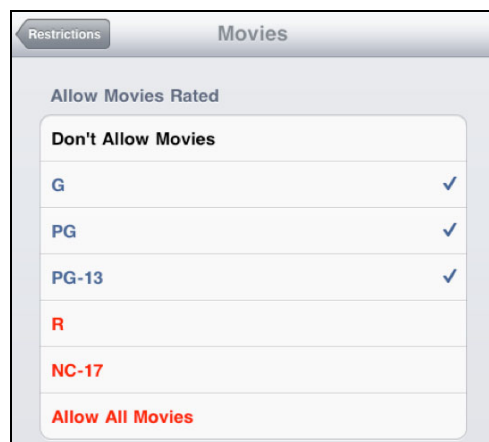 Restrictions
Movies
Allow Movies Rated
Don't Allow Movies
G
PG
PG-13
R
NC-17
Allow All Movies